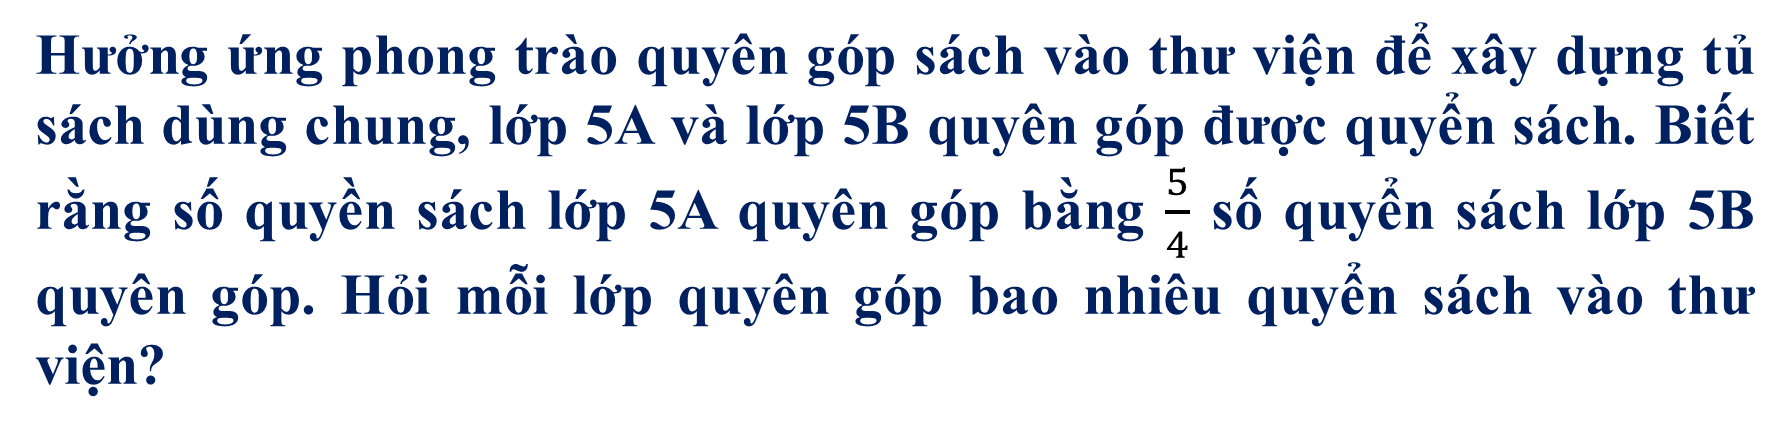 Hưởng ứng phong trào quyên góp sách vào thư viện để xây dựng tủ
sách dùng chung, lớp 5A và lớp 5B quyên góp được quyển sách. Biết
rằng số quyền sách lớp 5A quyên góp bằng 5/4 số quyển sách lớp 5B
quyên góp. Hỏi mỗi lớp quyên góp bao nhiêu quyển sách vào thư
viện?